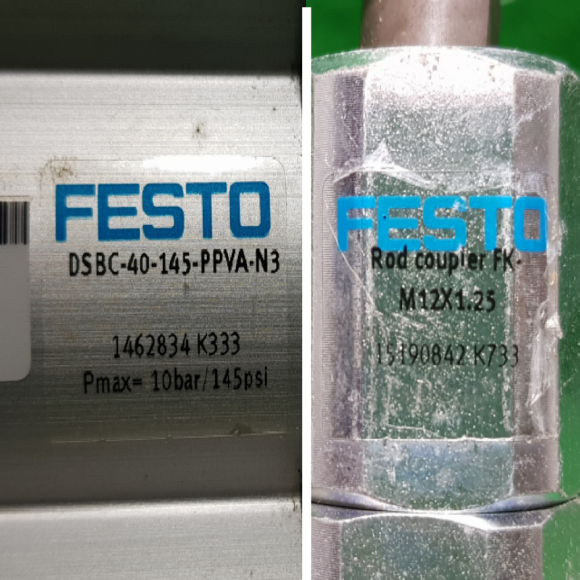 FESTO
DSBC-40-145-PPVA-N3
1462834 K333
Pmax= 10bar/145psi
FESTO
Rod coupler FK-
M12X1.25
15190842 K733